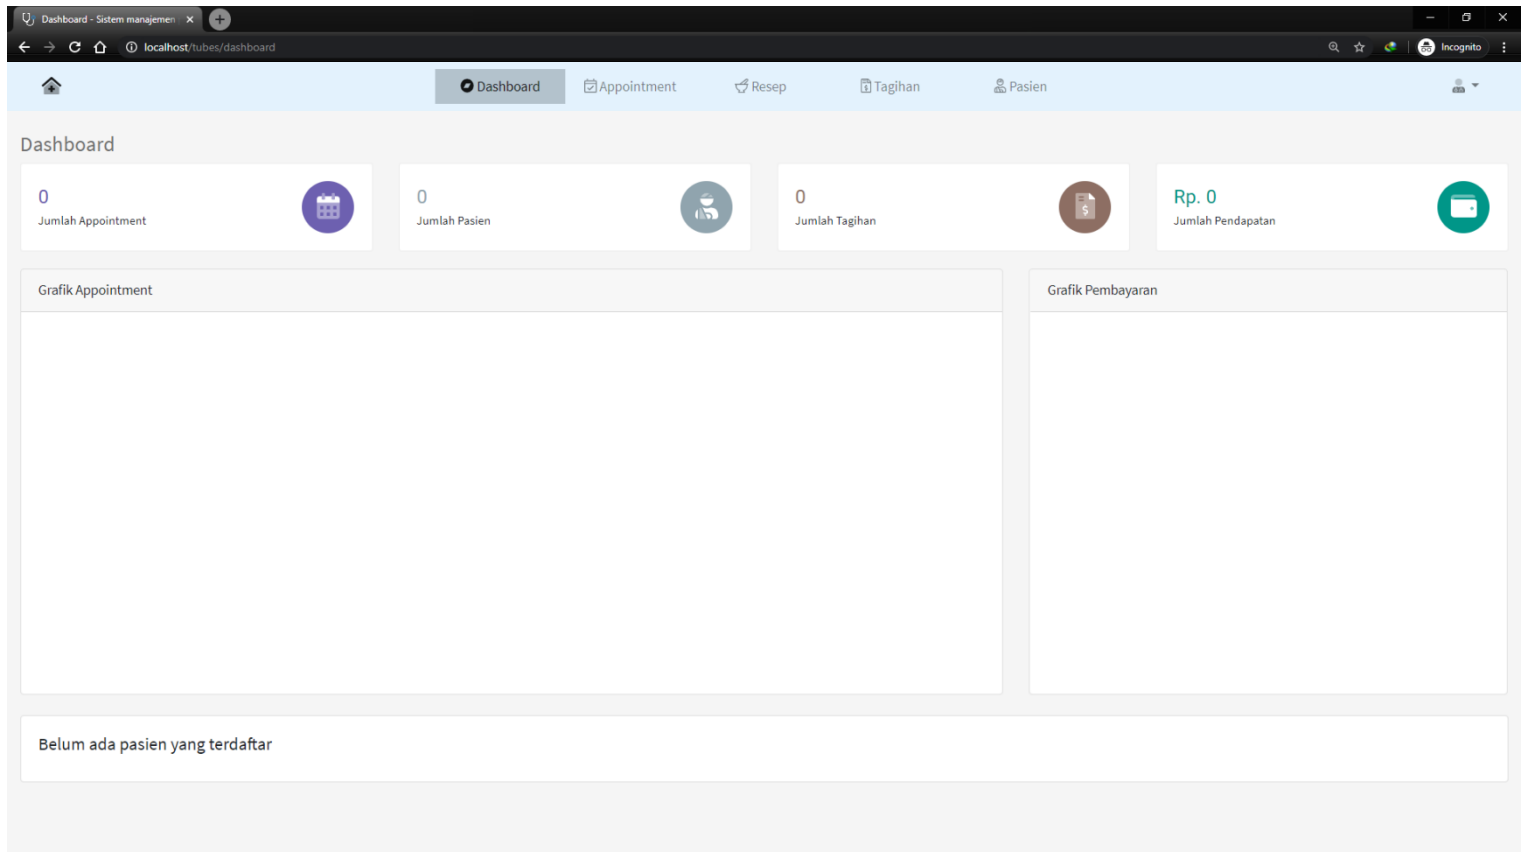 Dashboard - Sistem manajemen
localhost/tubes/dashboard
Incognito
Dashboard Appointment Resep Tagihan Pasien
Dashboard
0
Jumlah Appointment
0
Jumlah Pasien
0
Jumlah Tagihan
Rp. 0
Jumlah Pendapatan
Grafik Appointment
Grafik Pembayaran
Belum ada pasien yang terdaftar